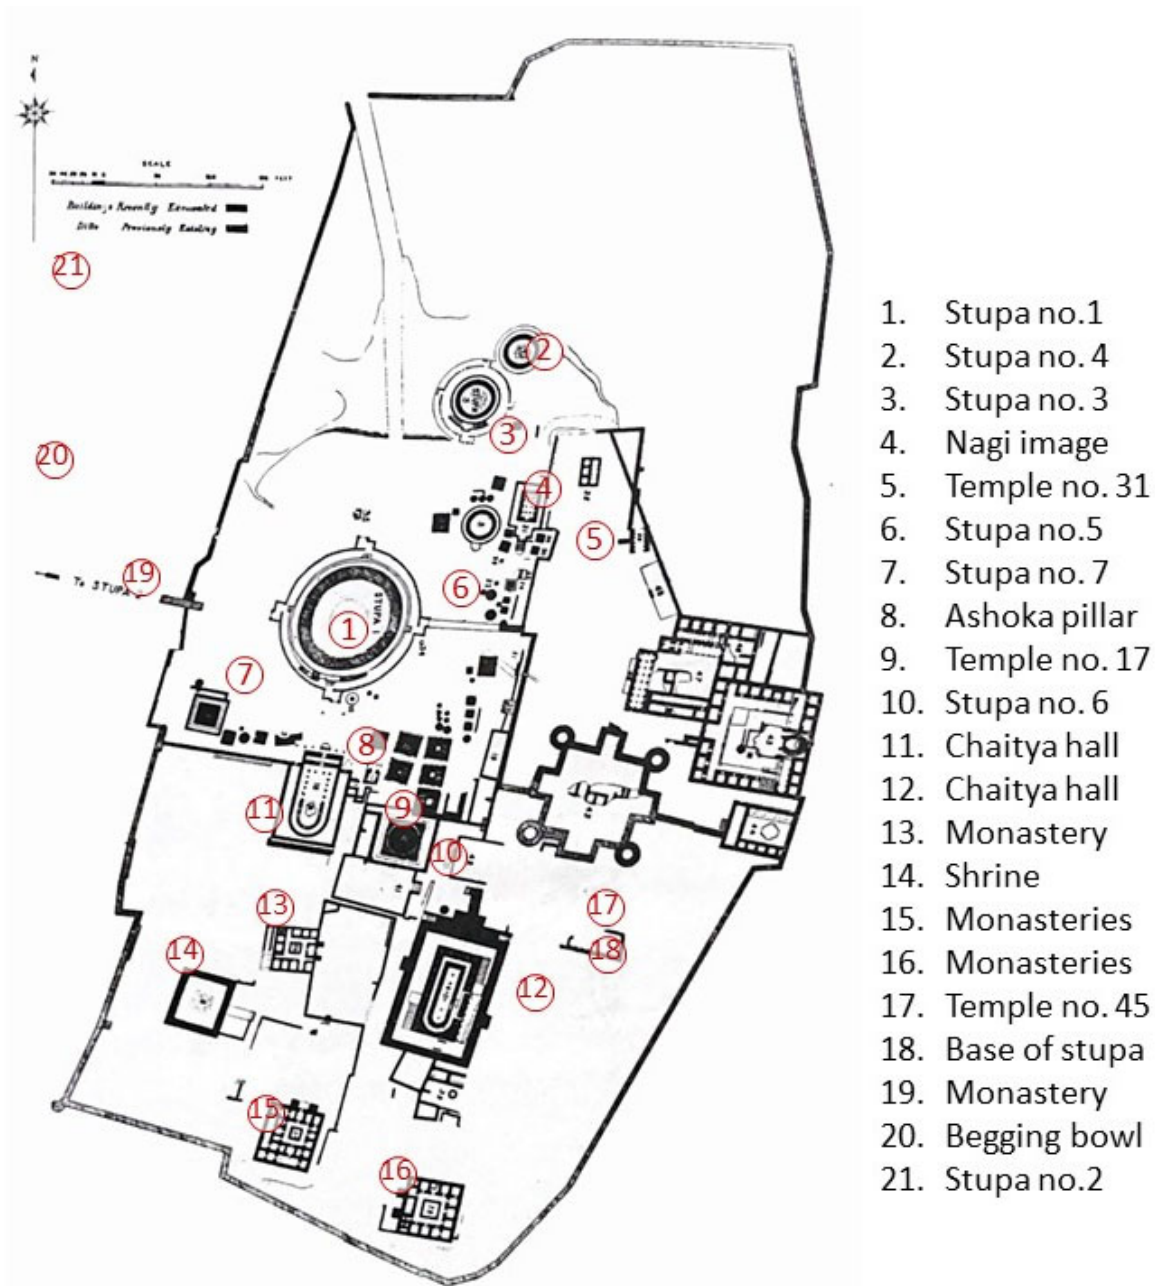 N
SCALE
FEET
Buildings Recently Excavated
Ditto Previously Existing
21
2
20
3
4
5
19
To STUPA
6
STUPA I
1
7
8
11
9
10
13
17
14
18
12
15
16
1. Stupa no.1
2. Stupa no. 4
3. Stupa no. 3
4. Nagi image
5. Temple no. 31
6. Stupa no.5
7. Stupa no. 7
8. Ashoka pillar
9. Temple no. 17
10. Stupa no. 6
11. Chaitya hall
12. Chaitya hall
13. Monastery
14. Shrine
15. Monasteries
16. Monasteries
17. Temple no. 45
18. Base of stupa
19. Monastery
20. Begging bowl
21. Stupa no.2